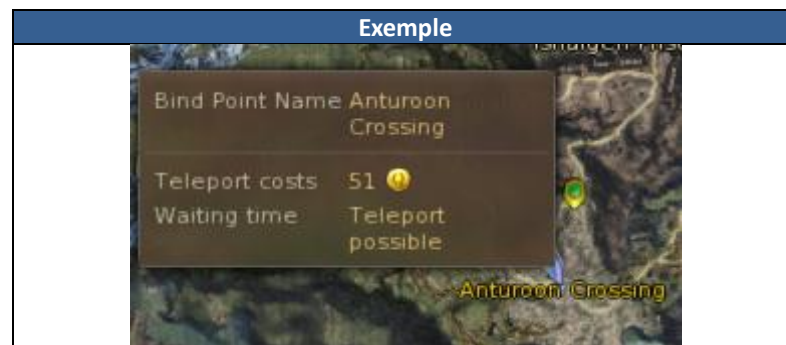 Exemple
Bind Point Name Anturoon
Crossing
Teleport costs 51
Waiting time Teleport
possible
Anturoon Crossing